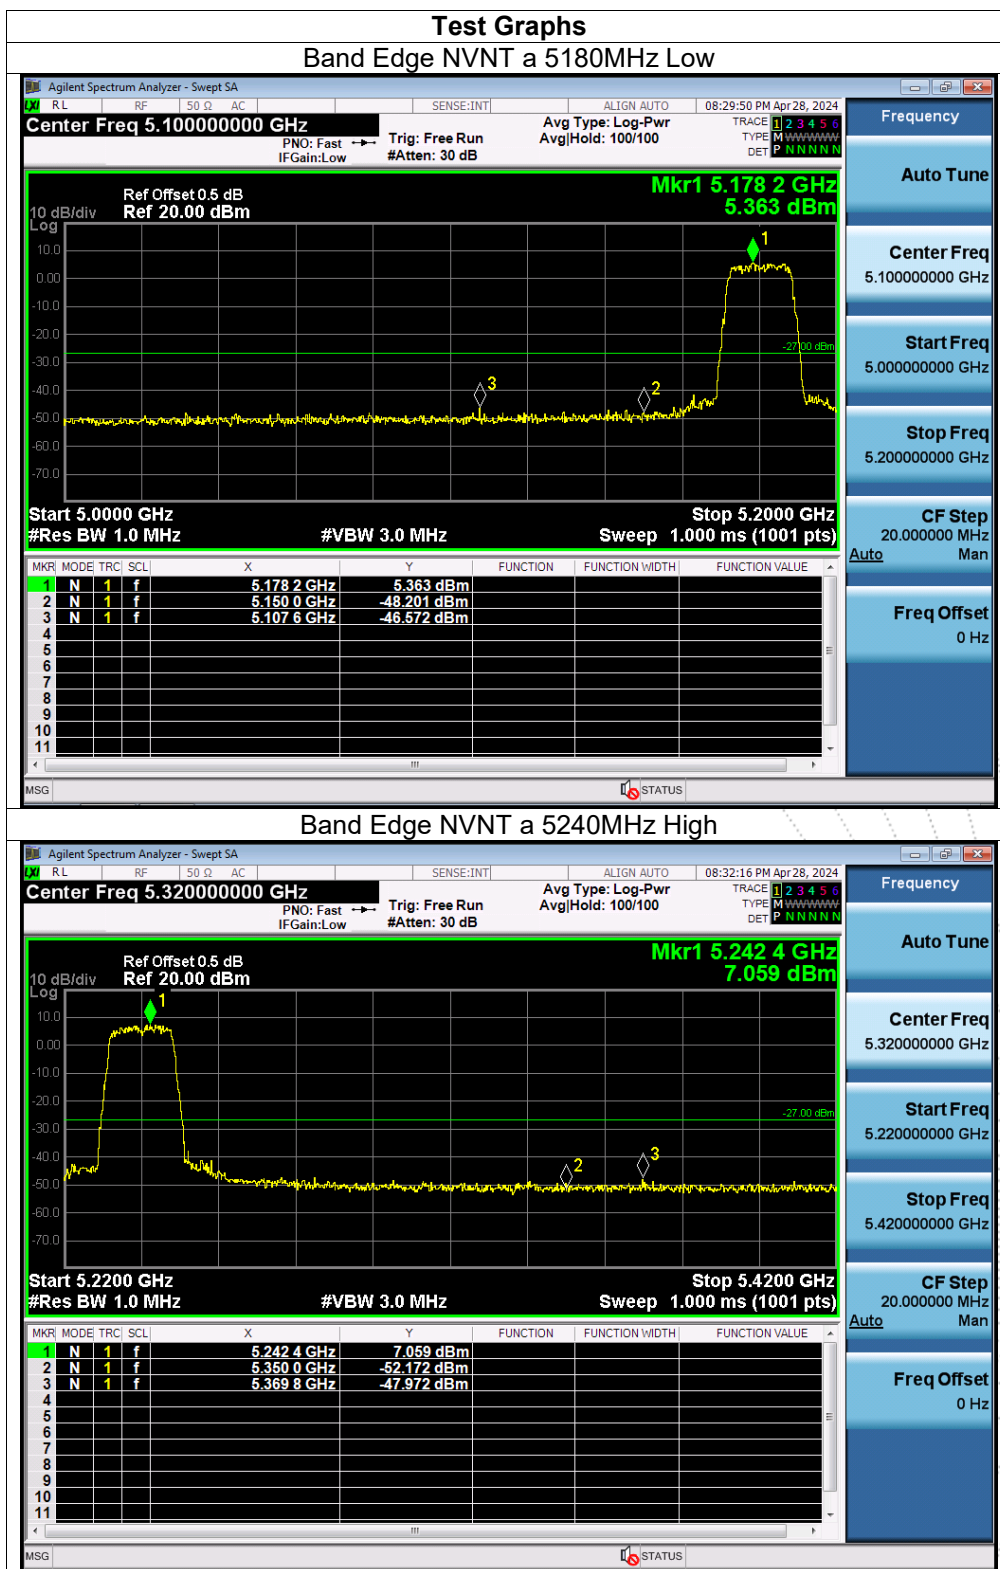 Test Graphs
Band Edge NVNT a 5180MHz Low
Agilent Spectrum Analyzer - Swept SA
LXI RL RF 50 Ω AC SENSE:INT ALIGN AUTO 08:29:50 PM Apr 28, 2024
Center Freq 5.100000000 GHz
PNO: Fast
IFGain:Low
Trig: Free Run
#Atten: 30 dB
Avg Type: Log-Pwr
Avg|Hold: 100/100
TRACE 1 2 3 4 5 6
TYPE M WWWWW
DET P N N N N N
Frequency
Auto Tune
Center Freq
5.100000000 GHz
Start Freq
5.000000000 GHz
Stop Freq
5.200000000 GHz
CF Step
20.000000 MHz
Auto Man
Freq Offset
0 Hz
Mkr1 5.178 2 GHz
5.363 dBm
Ref Offset 0.5 dB
10 dB/div Ref 20.00 dBm
Log
10.0
0.00
-10.0
-20.0
-30.0
-40.0
-50.0
-60.0
-70.0
1
-27.00 dBm
3
2
Start 5.0000 GHz Stop 5.2000 GHz
#Res BW 1.0 MHz #VBW 3.0 MHz Sweep 1.000 ms (1001 pts)
MKR MODE TRC SCL X Y FUNCTION FUNCTION WIDTH FUNCTION VALUE
1 N 1 f 5.178 2 GHz 5.363 dBm
2 N 1 f 5.150 0 GHz -48.201 dBm
3 N 1 f 5.107 6 GHz -46.572 dBm
4
5
6
7
8
9
10
11
MSG STATUS
Band Edge NVNT a 5240MHz High
Agilent Spectrum Analyzer - Swept SA
LXI RL RF 50 Ω AC SENSE:INT ALIGN AUTO 08:32:16 PM Apr 28, 2024
Center Freq 5.320000000 GHz
PNO: Fast
IFGain:Low
Trig: Free Run
#Atten: 30 dB
Avg Type: Log-Pwr
Avg|Hold: 100/100
TRACE 1 2 3 4 5 6
TYPE M WWWWW
DET P N N N N N
Frequency
Auto Tune
Center Freq
5.320000000 GHz
Start Freq
5.220000000 GHz
Stop Freq
5.420000000 GHz
CF Step
20.000000 MHz
Auto Man
Freq Offset
0 Hz
Mkr1 5.242 4 GHz
7.059 dBm
Ref Offset 0.5 dB
10 dB/div Ref 20.00 dBm
Log
10.0
0.00
-10.0
-20.0
-30.0
-40.0
-50.0
-60.0
-70.0
1
-27.00 dBm
2
3
Start 5.2200 GHz Stop 5.4200 GHz
#Res BW 1.0 MHz #VBW 3.0 MHz Sweep 1.000 ms (1001 pts)
MKR MODE TRC SCL X Y FUNCTION FUNCTION WIDTH FUNCTION VALUE
1 N 1 f 5.242 4 GHz 7.059 dBm
2 N 1 f 5.350 0 GHz -52.172 dBm
3 N 1 f 5.369 8 GHz -47.972 dBm
4
5
6
7
8
9
10
11
MSG STATUS